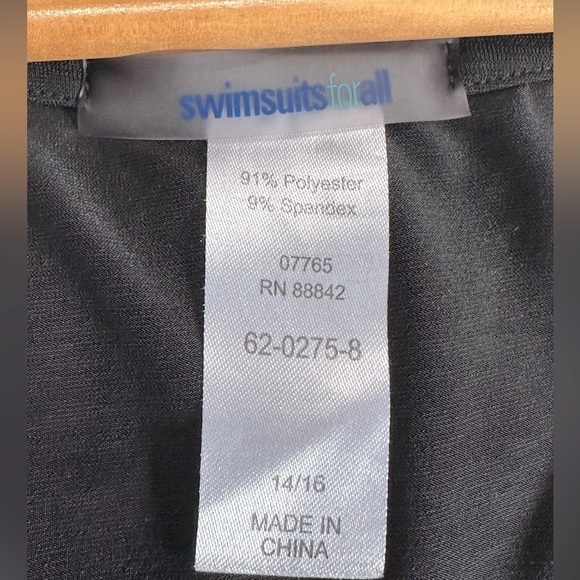 swimsuitsforall
91% Polyester
9% Spandex
07765
RN 88842
62-0275-8
14/16
MADE IN
CHINA